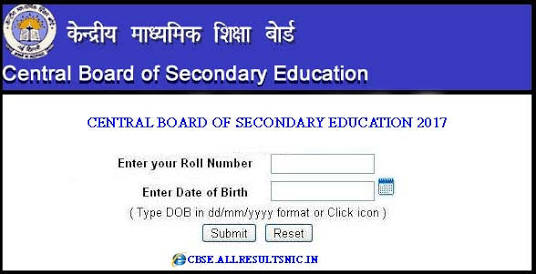 केन्द्रीय माध्यमिक शिक्षा बोर्ड
Central Board of Secondary Education
CENTRAL BOARD OF SECONDARY EDUCATION 2017
Enter your Roll Number
Enter Date of Birth
( Type DOB in dd/mm/yyyy format or Click icon )
Submit Reset
CBSE.ALLRESULTSNIC.IN